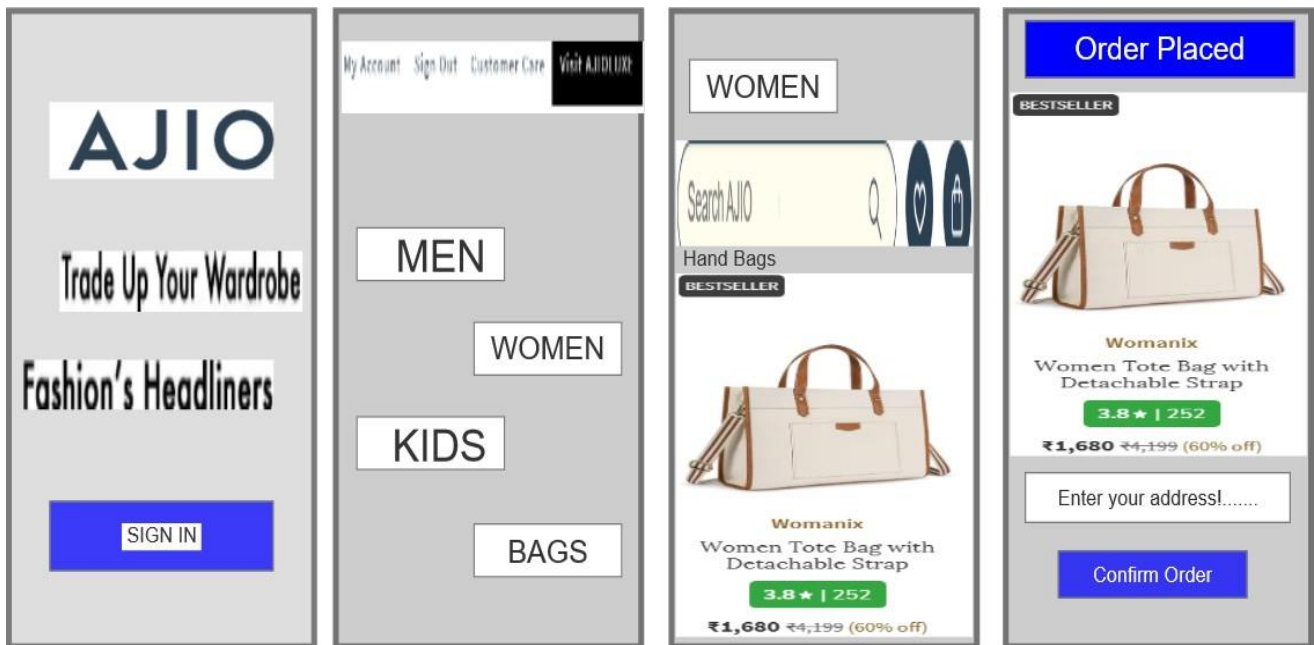 AJIO
Trade Up Your Wardrobe
Fashion's Headliners
SIGN IN
My Account Sign Out Customer Care Visit AJIOLUXE
MEN
WOMEN
KIDS
BAGS
WOMEN
Search AJIO
Hand Bags
BESTSELLER
Womanix
Women Tote Bag with
Detachable Strap
3.8 ★ | 252
₹1,680 ₹4,199 (60% off)
Order Placed
BESTSELLER
Womanix
Women Tote Bag with
Detachable Strap
3.8 ★ | 252
₹1,680 ₹4,199 (60% off)
Enter your address!.......
Confirm Order